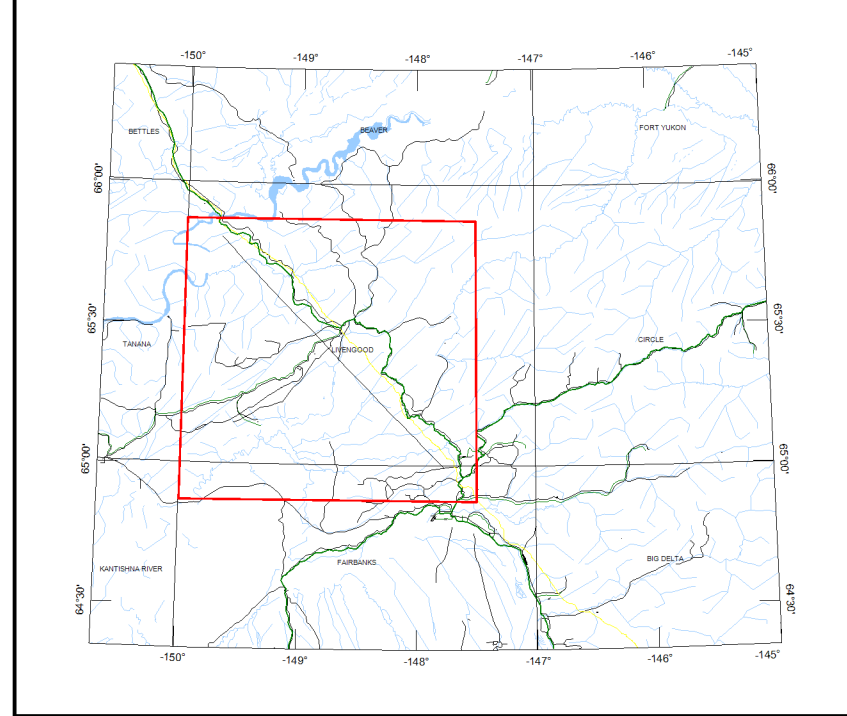 -150°
-149°
-148°
-147°
-146°
-145°
BETTLES
BEAVER
FORT YUKON
66°00'
66°00'
65°30'
65°30'
TANANA
LIVENGOOD
CIRCLE
65°00'
65°00'
KANTISHNA RIVER
FAIRBANKS
BIG DELTA
64°30'
64°30'
-150°
-149°
-148°
-147°
-146°
-145°